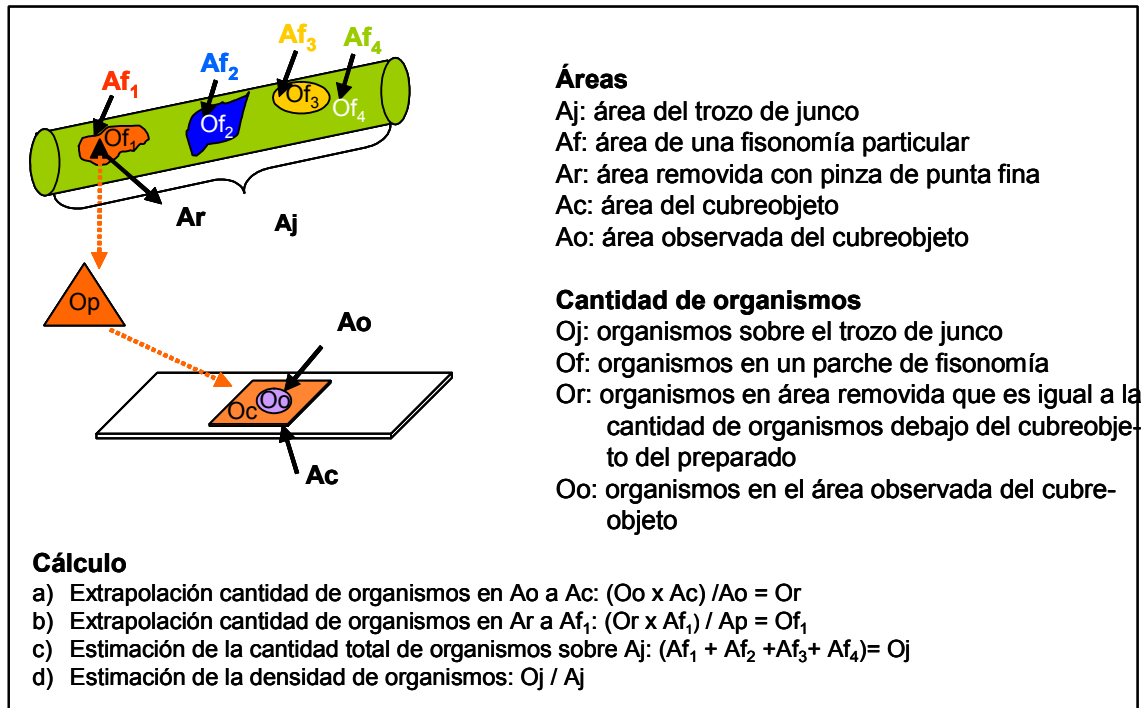 Af₁
Af₂
Af₃
Af₄
Of₁
Of₂
Of₃
Of₄
Ar
Aj
Op
Ao
Oc
Oo
Ac
Áreas
Aj: área del trozo de junco
Af: área de una fisonomía particular
Ar: área removida con pinza de punta fina
Ac: área del cubreobjeto
Ao: área observada del cubreobjeto
Cantidad de organismos
Oj: organismos sobre el trozo de junco
Of: organismos en un parche de fisonomía
Or: organismos en área removida que es igual a la
cantidad de organismos debajo del cubreobje-
to del preparado
Oo: organismos en el área observada del cubre-
objeto
Cálculo
a) Extrapolación cantidad de organismos en Ao a Ac: (Oo x Ac) /Ao = Or
b) Extrapolación cantidad de organismos en Ar a Af₁: (Or x Af₁) / Ap = Of₁
c) Estimación de la cantidad total de organismos sobre Aj: (Af₁ + Af₂ +Af₃+ Af₄)= Oj
d) Estimación de la densidad de organismos: Oj / Aj